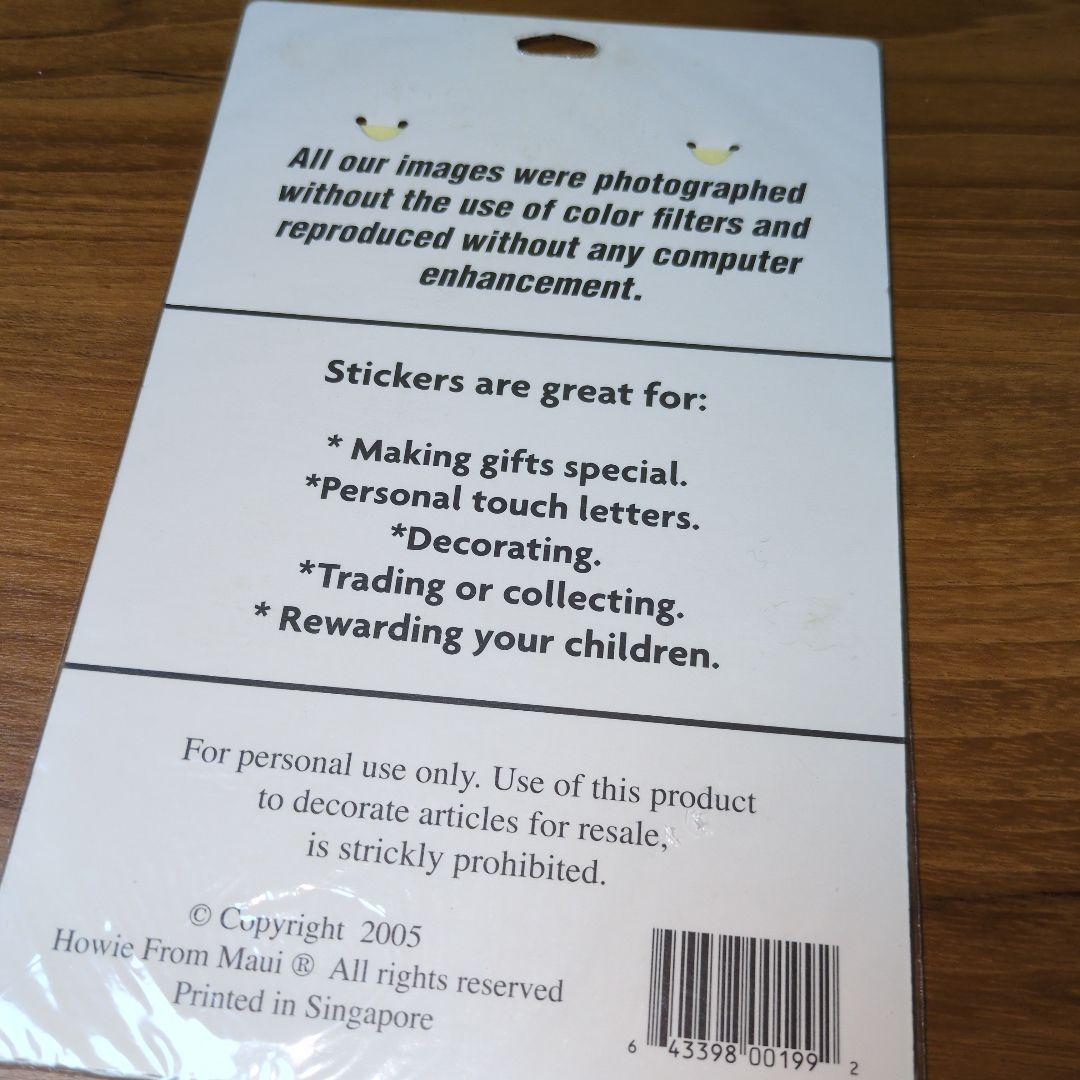 All our images were photographed
without the use of color filters and
reproduced without any computer
enhancement.
Stickers are great for:
* Making gifts special.
*Personal touch letters.
*Decorating.
*Trading or collecting.
* Rewarding your children.
For personal use only. Use of this product
to decorate articles for resale,
is strickly prohibited.
© Copyright 2005
Howie From Maui ® All rights reserved
Printed in Singapore
6 43398 00199 2